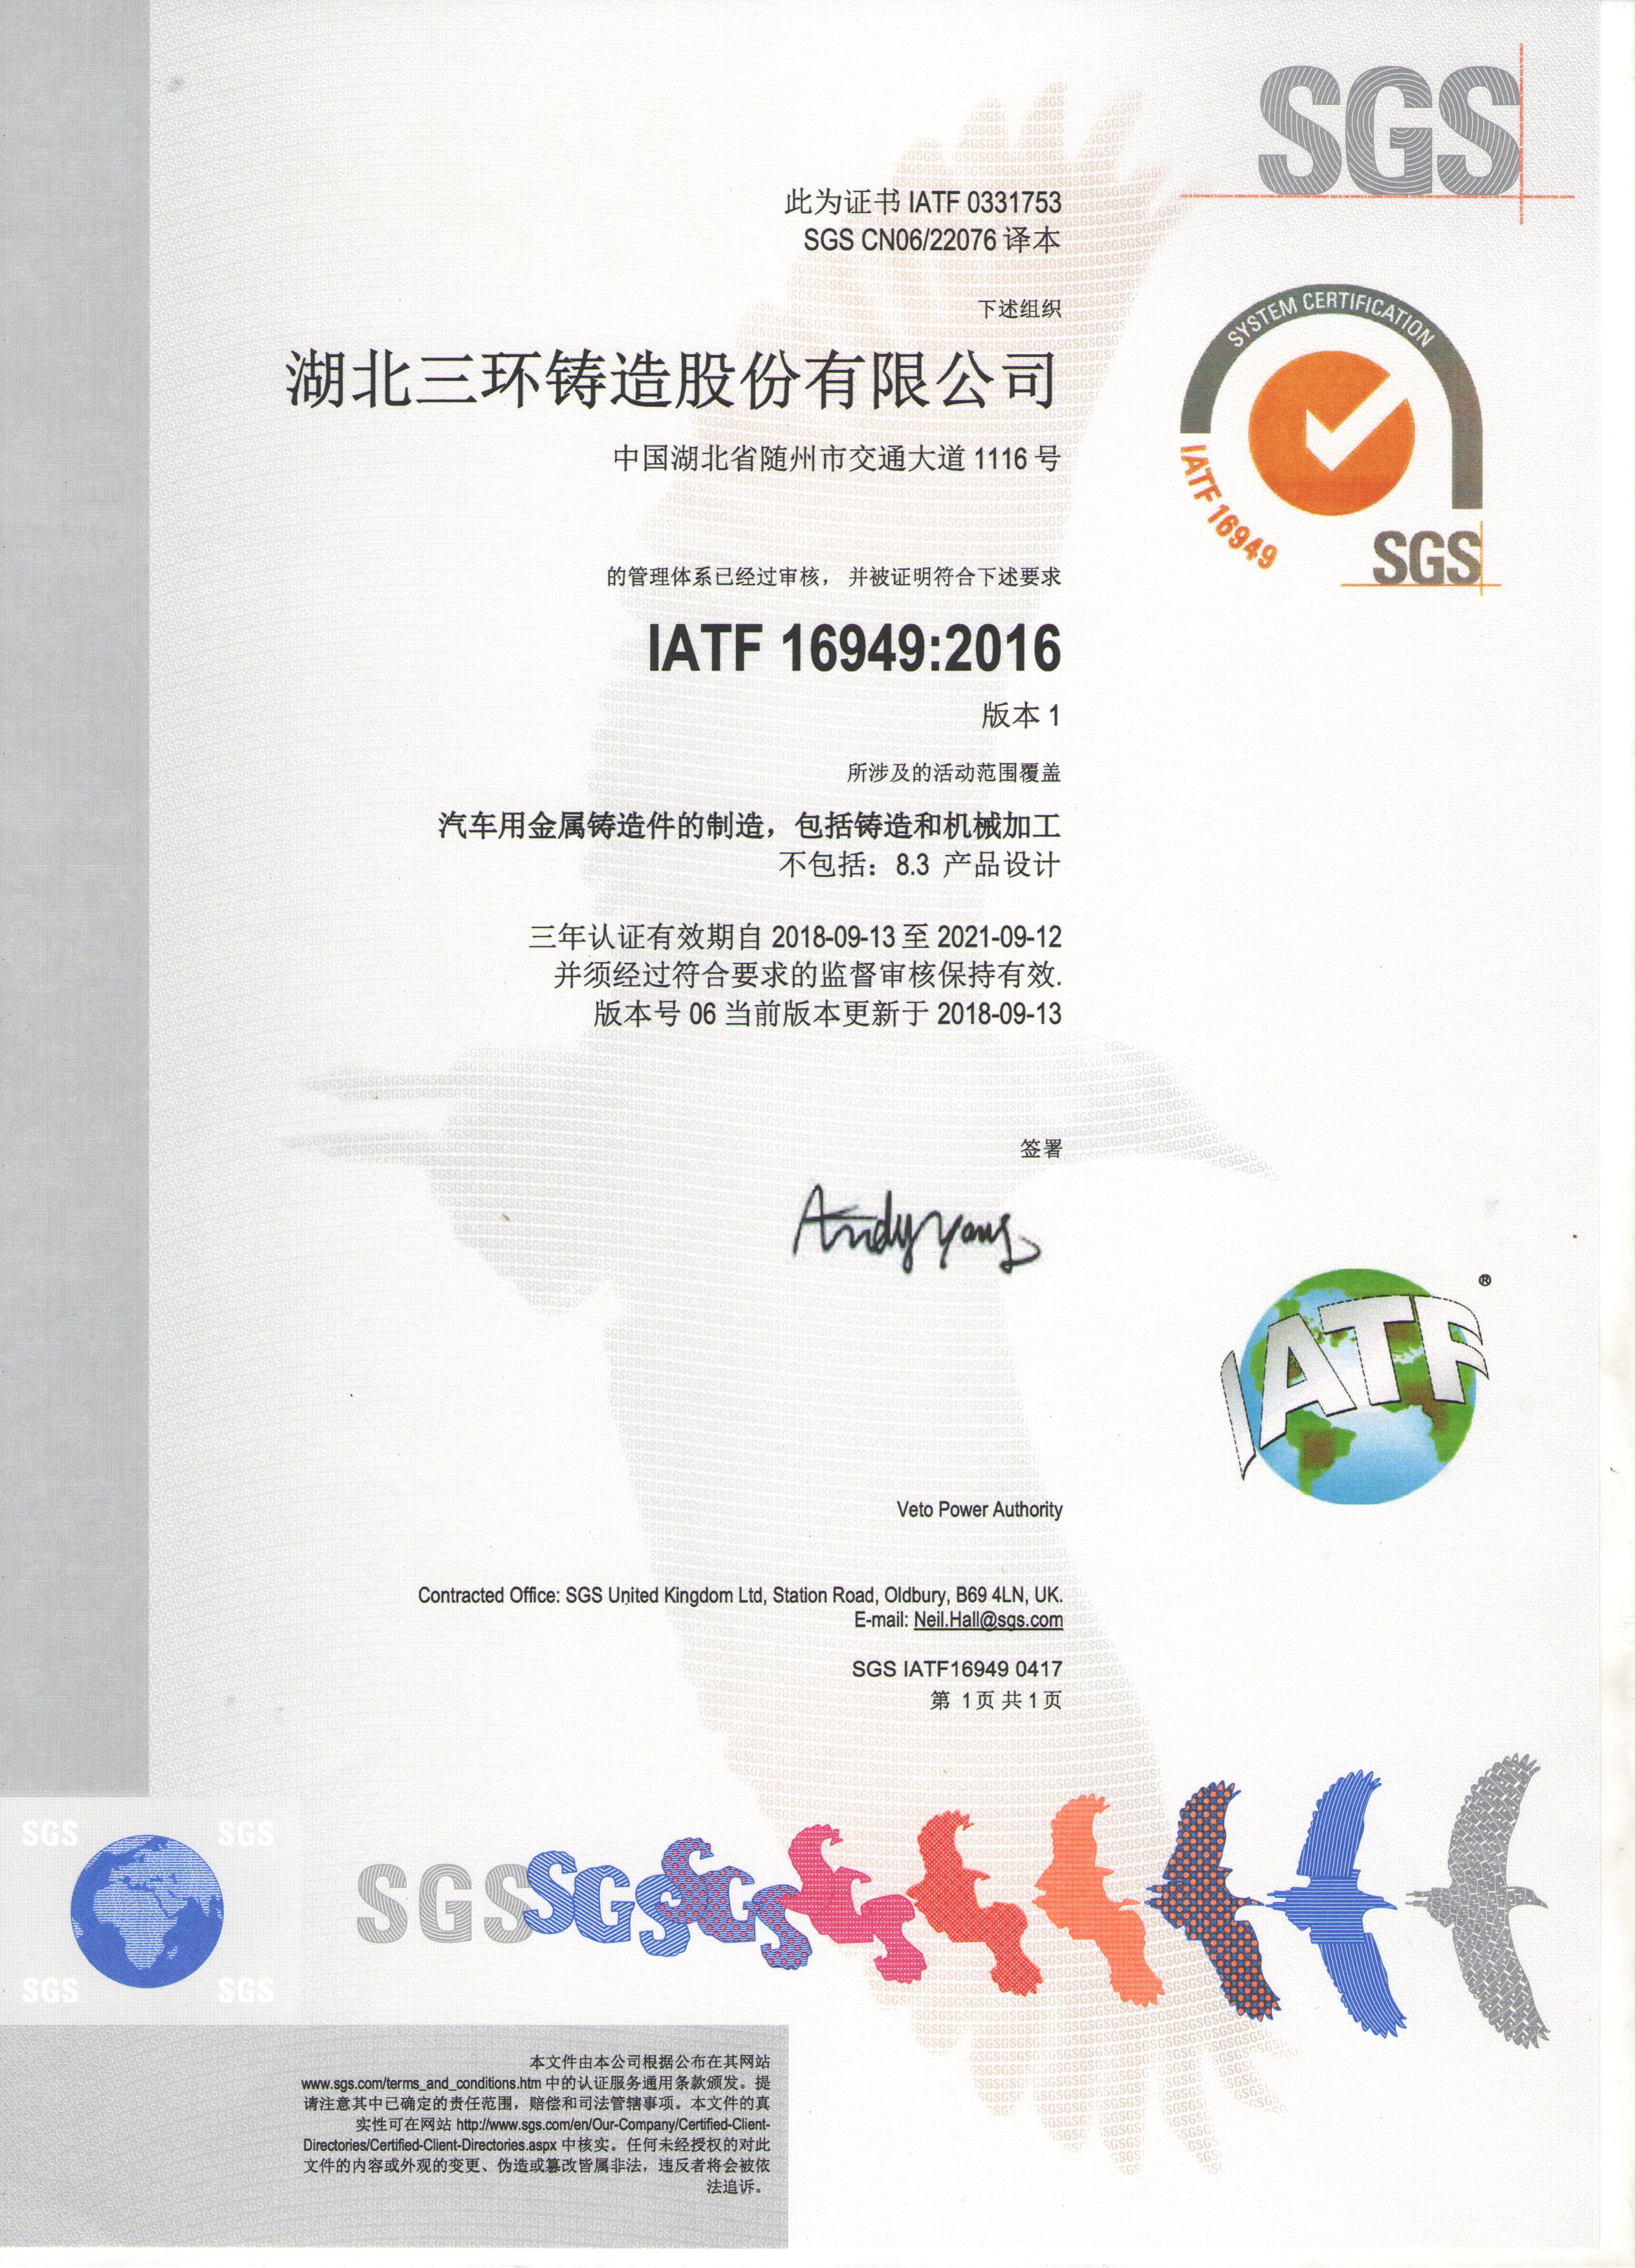 SGS
此为证书 IATF 0331753
SGS CN06/22076 译本
下述组织
SYSTEM CERTIFICATION
湖北三环铸造股份有限公司
中国湖北省随州市交通大道 1116 号
IATF 16949
SGS
的管理体系已经过审核， 并被证明符合下述要求
IATF 16949:2016
版本 1
所涉及的活动范围覆盖
汽车用金属铸造件的制造，包括铸造和机械加工
不包括：8.3 产品设计
三年认证有效期自 2018-09-13 至 2021-09-12
并须经过符合要求的监督审核保持有效.
版本号 06 当前版本更新于 2018-09-13
签署
Andy Yang
IATF ®
Veto Power Authority
Contracted Office: SGS United Kingdom Ltd, Station Road, Oldbury, B69 4LN, UK.
E-mail: Neil.Hall@sgs.com
SGS IATF16949 0417
第 1页 共 1 页
SGS SGS
SGS SGS SGS
SGS SGS
本文件由本公司根据公布在其网站
www.sgs.com/terms_and_conditions.htm 中的认证服务通用条款颁发。提
请注意其中已确定的责任范围，赔偿和司法管辖事项。本文件的真
实性可在网站 http://www.sgs.com/en/Our-Company/Certified-Client-
Directories/Certified-Client-Directories.aspx 中核实。任何未经授权的对此
文件的内容或外观的变更、伪造或篡改皆属非法，违反者将会被依
法追诉。